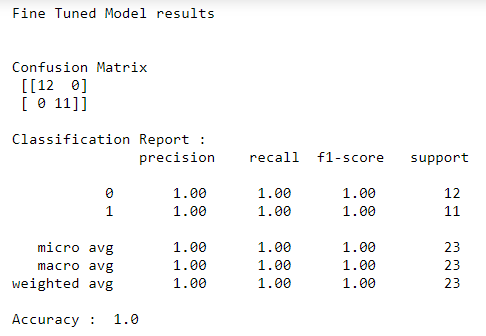 Fine Tuned Model results
Confusion Matrix
[[12  0]
[ 0 11]]
Classification Report :
precision    recall  f1-score   support
0       1.00      1.00      1.00        12
1       1.00      1.00      1.00        11
micro avg       1.00      1.00      1.00        23
macro avg       1.00      1.00      1.00        23
weighted avg       1.00      1.00      1.00        23
Accuracy :  1.0